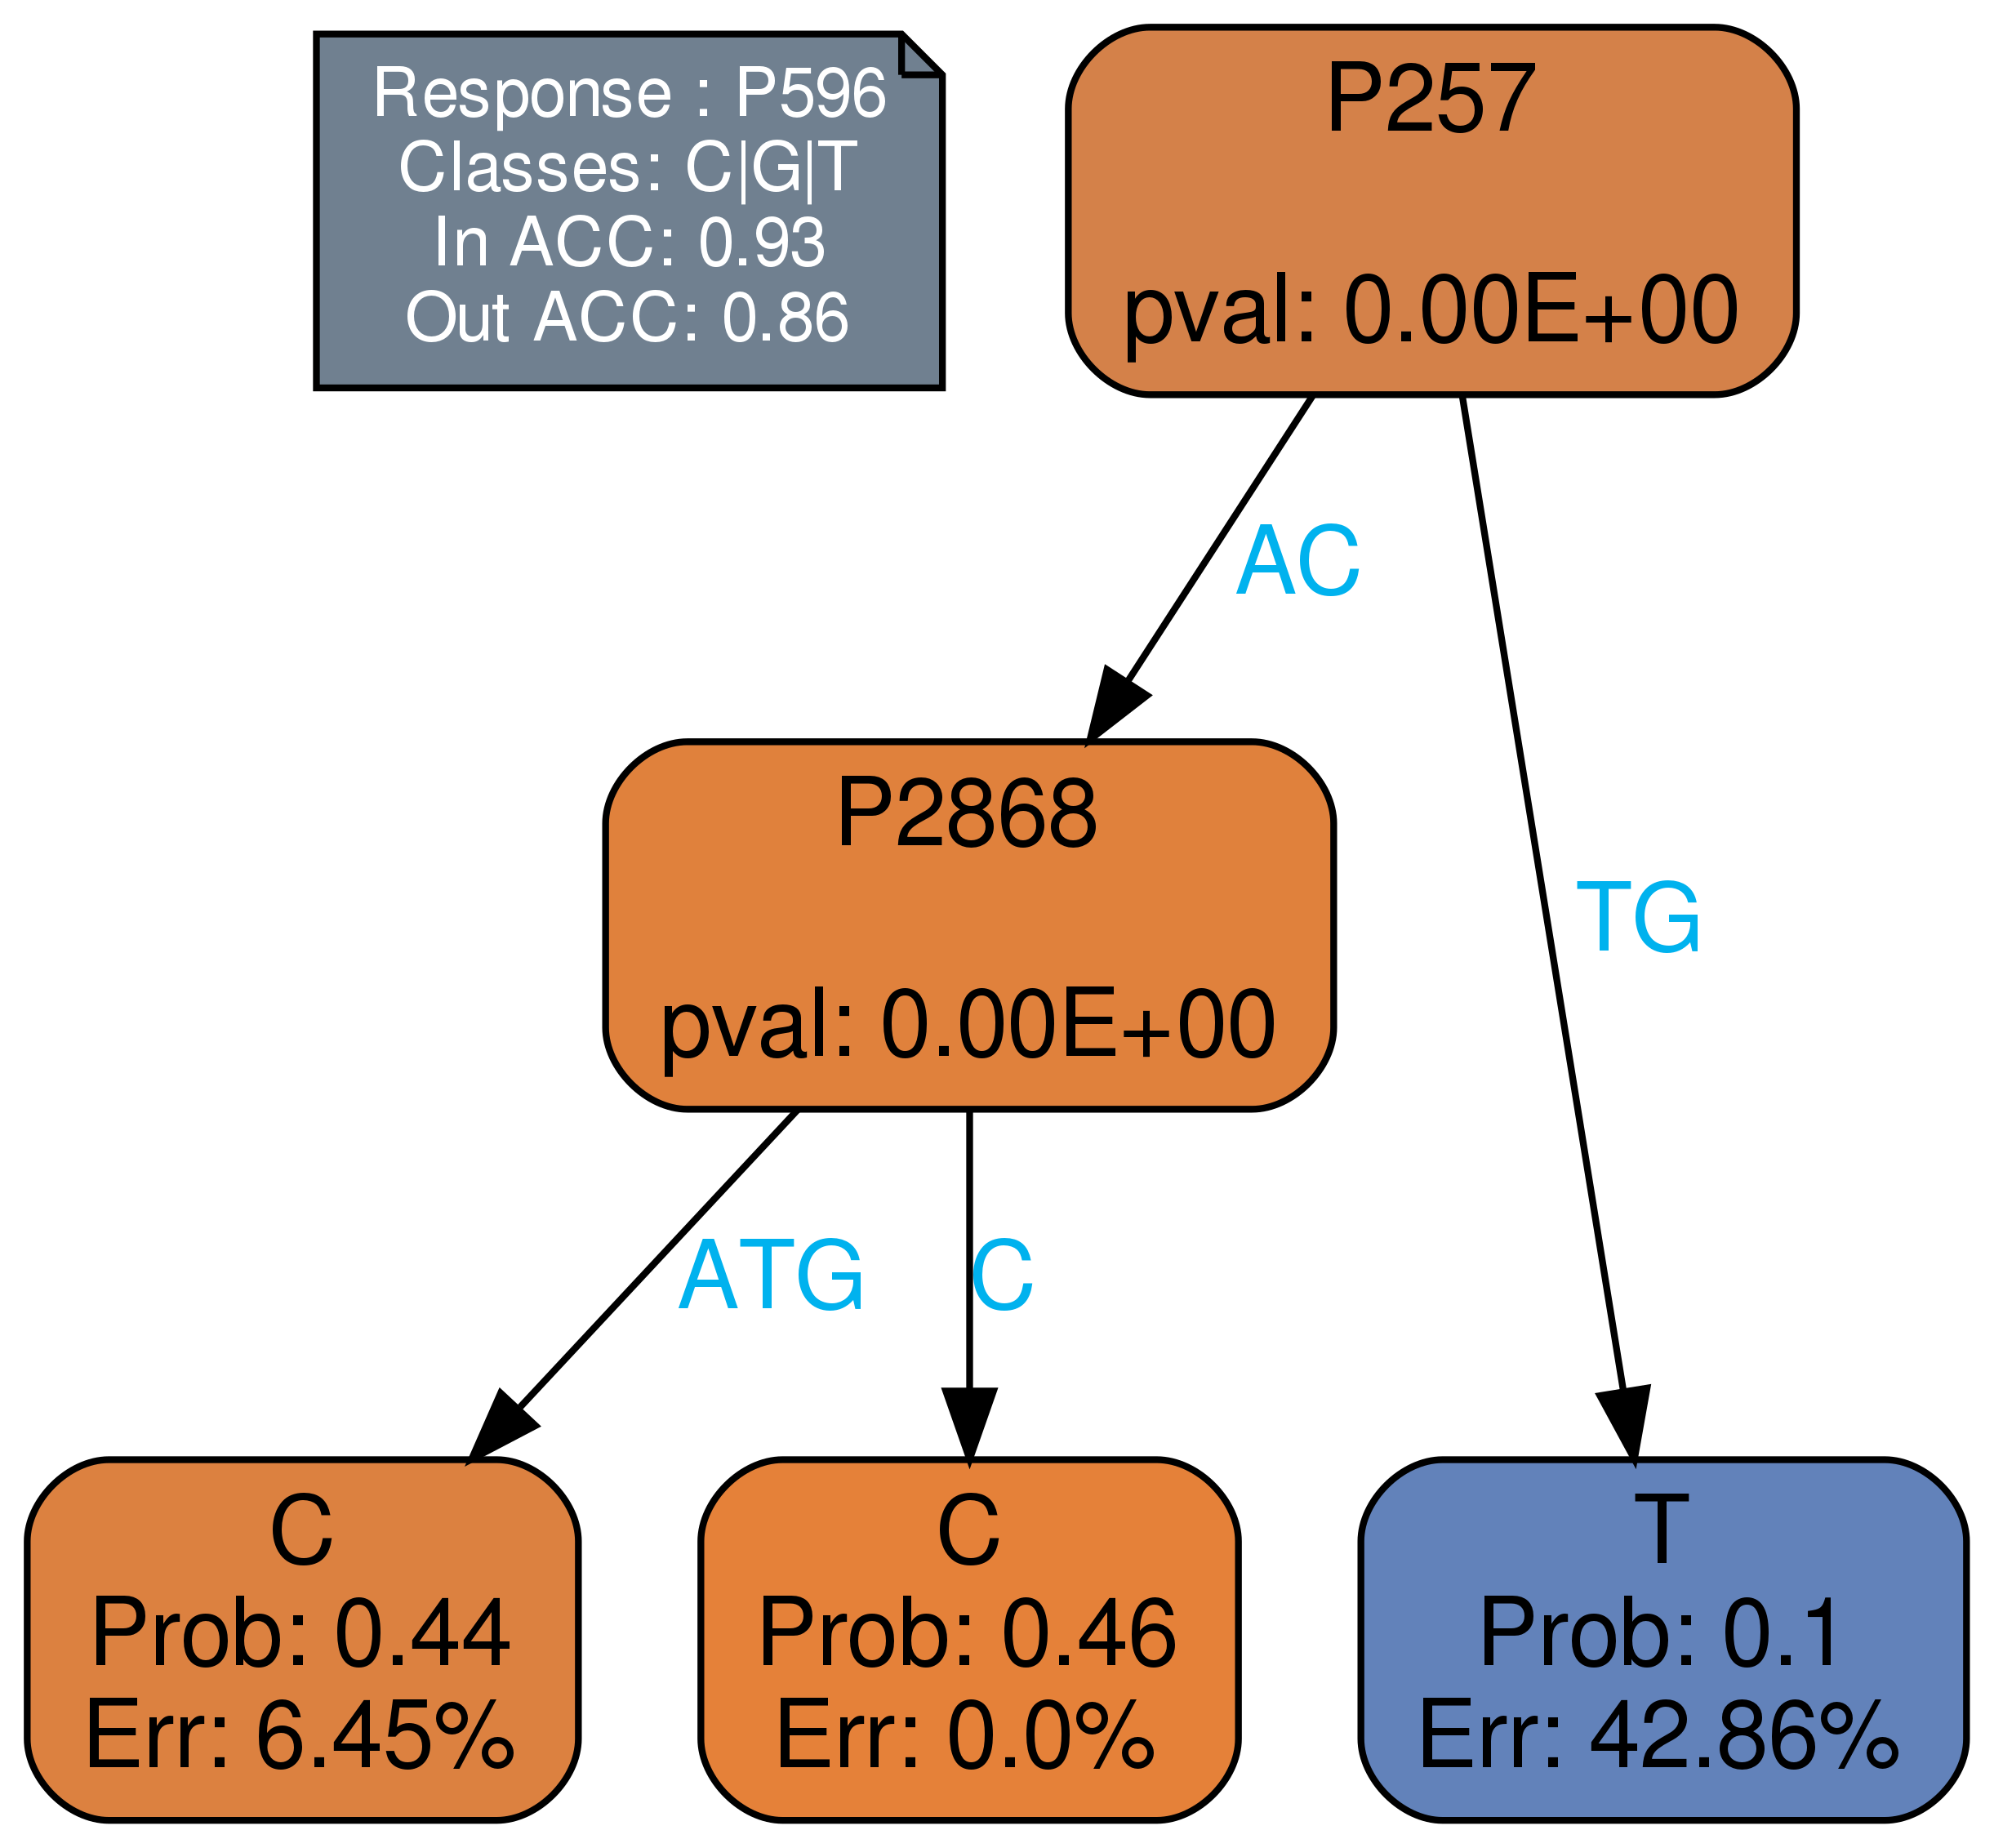 Response : P596
Classes: C|G|T
In ACC: 0.93
Out ACC: 0.86
P257
pval: 0.00E+00
AC
P2868
pval: 0.00E+00
TG
ATG
C
C
Prob: 0.44
Err: 6.45%
C
Prob: 0.46
Err: 0.0%
T
Prob: 0.1
Err: 42.86%